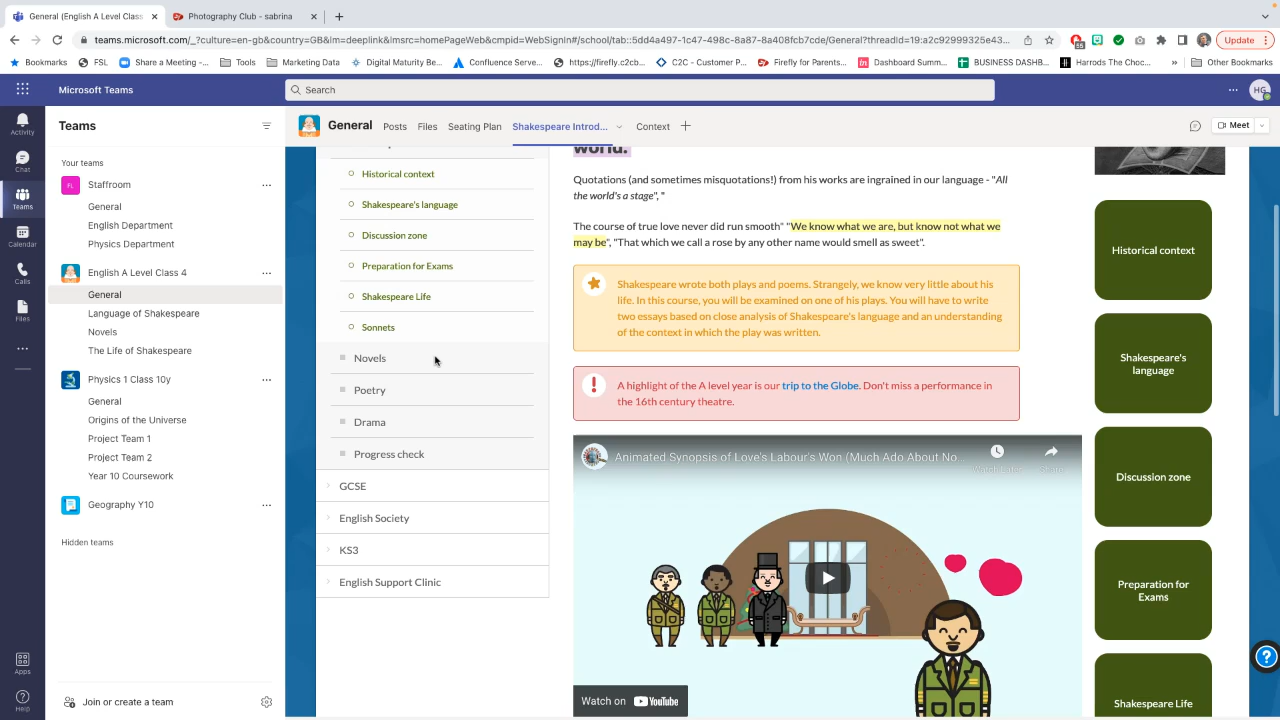 General (English A Level Class
Photography Club - sabrina
teams.microsoft.com/_?culture=en-gb&country=GB&lm=deeplink&lmsrc=homePageWeb&cmpid=WebSignIn#/school/tab::5dd4a497-1c47-498c-8a87-8a408fcb7cde/General?threadId=19:a2c92999325e43...
55
Update
Bookmarks
FSL
Share a Meeting -...
Tools
Marketing Data
Digital Maturity Be...
Confluence Serve...
https://firefly.c2cb...
C2C - Customer P...
Firefly for Parents...
Dashboard Summ...
BUSINESS DASHB...
Harrods The Choc...
Other Bookmarks
Microsoft Teams
Search
HG
Activity
Chat
Teams
Calendar
Calls
Files
Apps
Help
Teams
Your teams
FL
Staffroom
General
English Department
Physics Department
English A Level Class 4
General
Language of Shakespeare
Novels
The Life of Shakespeare
Physics 1 Class 10y
General
Origins of the Universe
Project Team 1
Project Team 2
Year 10 Coursework
Geography Y10
Hidden teams
Join or create a team
General
Posts
Files
Seating Plan
Shakespeare Introd...
Context
Meet
Historical context
Shakespeare's language
Discussion zone
Preparation for Exams
Shakespeare Life
Sonnets
Novels
Poetry
Drama
Progress check
GCSE
English Society
KS3
English Support Clinic
world.
Quotations (and sometimes misquotations!) from his works are ingrained in our language - "All
the world's a stage", "
The course of true love never did run smooth" "We know what we are, but know not what we
may be", "That which we call a rose by any other name would smell as sweet".
Shakespeare wrote both plays and poems. Strangely, we know very little about his
life. In this course, you will be examined on one of his plays. You will have to write
two essays based on close analysis of Shakespeare's language and an understanding
of the context in which the play was written.
A highlight of the A level year is our trip to the Globe. Don't miss a performance in
the 16th century theatre.
Animated Synopsis of Love's Labour's Won (Much Ado About No...
Watch Later
Share
Watch on YouTube
Historical context
Shakespeare's
language
Discussion zone
Preparation for
Exams
Shakespeare Life